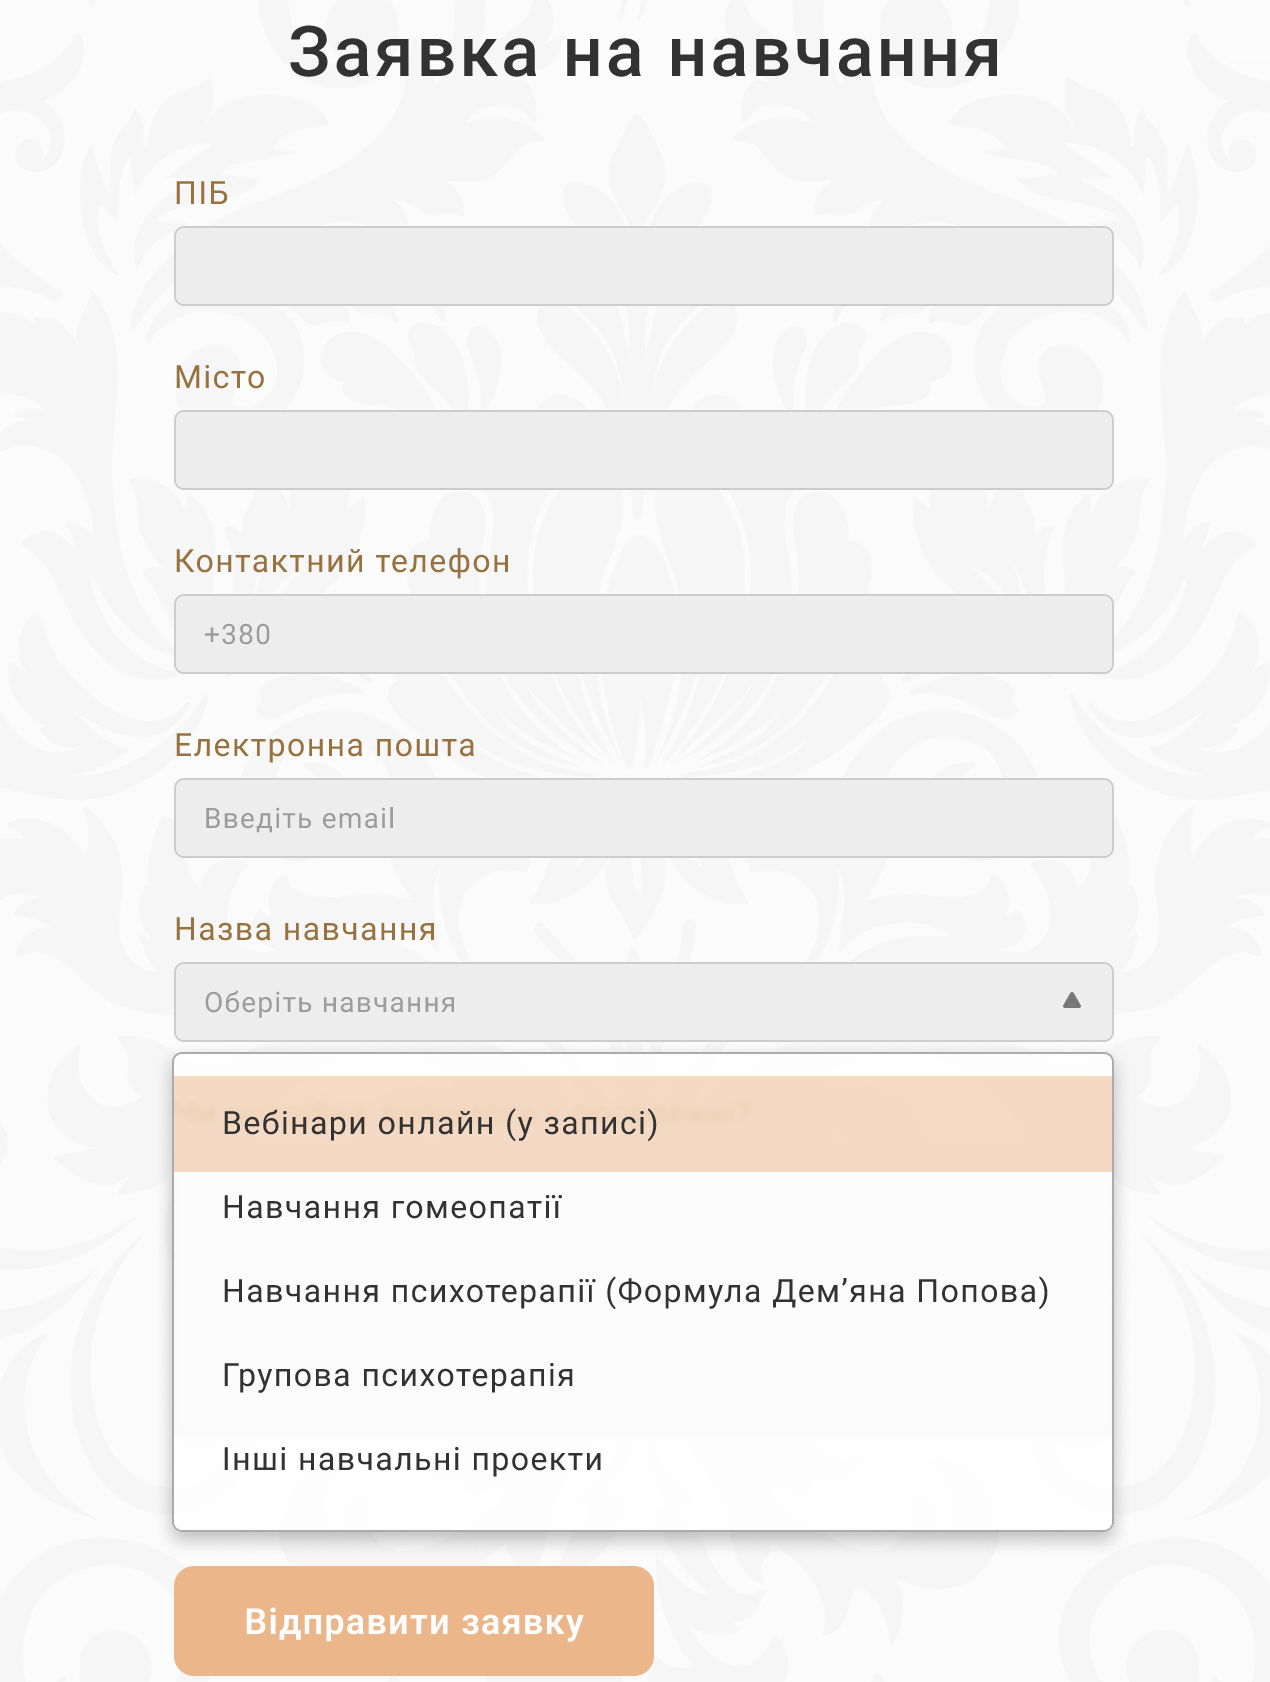 Заявка на навчання
ПІБ
Місто
Контактний телефон
+380
Електронна пошта
Введіть email
Назва навчання
Оберіть навчання
Вебінари онлайн (у записі)
Навчання гомеопатії
Навчання психотерапії (Формула Дем’яна Попова)
Групова психотерапія
Інші навчальні проекти
Відправити заявку